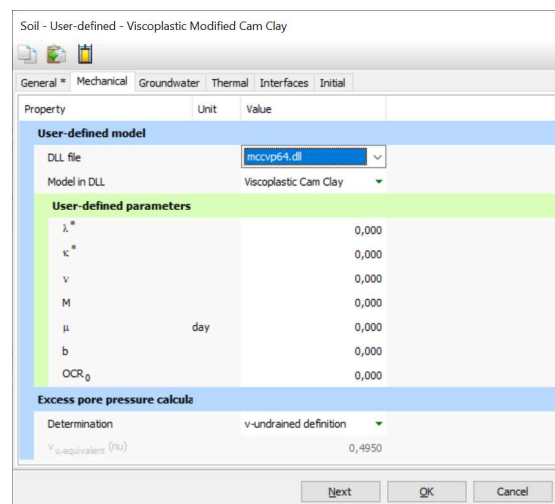 Soil - User-defined - Viscoplastic Modified Cam Clay
General * Mechanical Groundwater Thermal Interfaces Initial
Property Unit Value
User-defined model
DLL file mccvp64.dll
Model in DLL Viscoplastic Cam Clay
User-defined parameters
λ* 0,000
κ* 0,000
ν 0,000
M 0,000
μ day 0,000
b 0,000
OCR0 0,000
Excess pore pressure calcula
Determination v-undrained definition
νu,equivalent (nu) 0,4950
Next OK Cancel